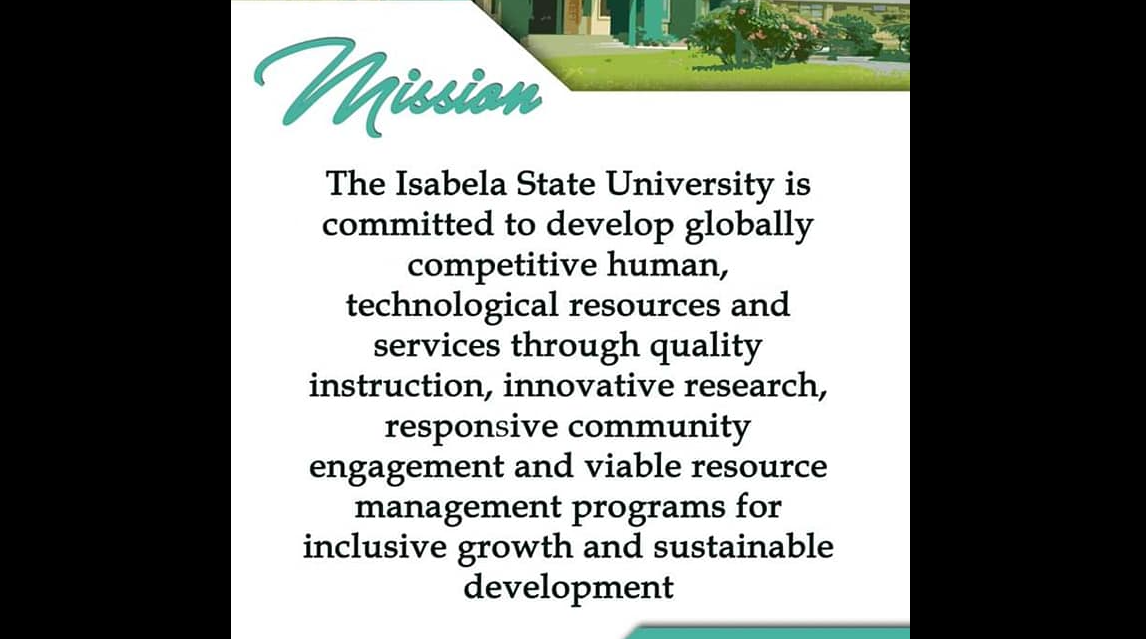 Mission
The Isabela State University is
committed to develop globally
competitive human,
technological resources and
services through quality
instruction, innovative research,
responsive community
engagement and viable resource
management programs for
inclusive growth and sustainable
development